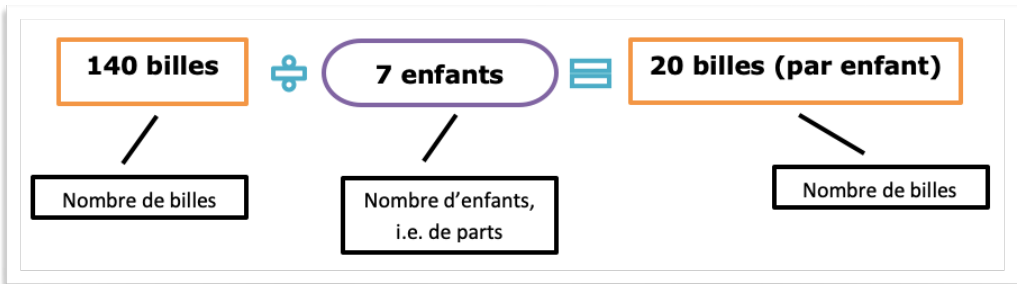 140 billes ÷ 7 enfants = 20 billes (par enfant)
Nombre de billes
Nombre d’enfants,
i.e. de parts
Nombre de billes